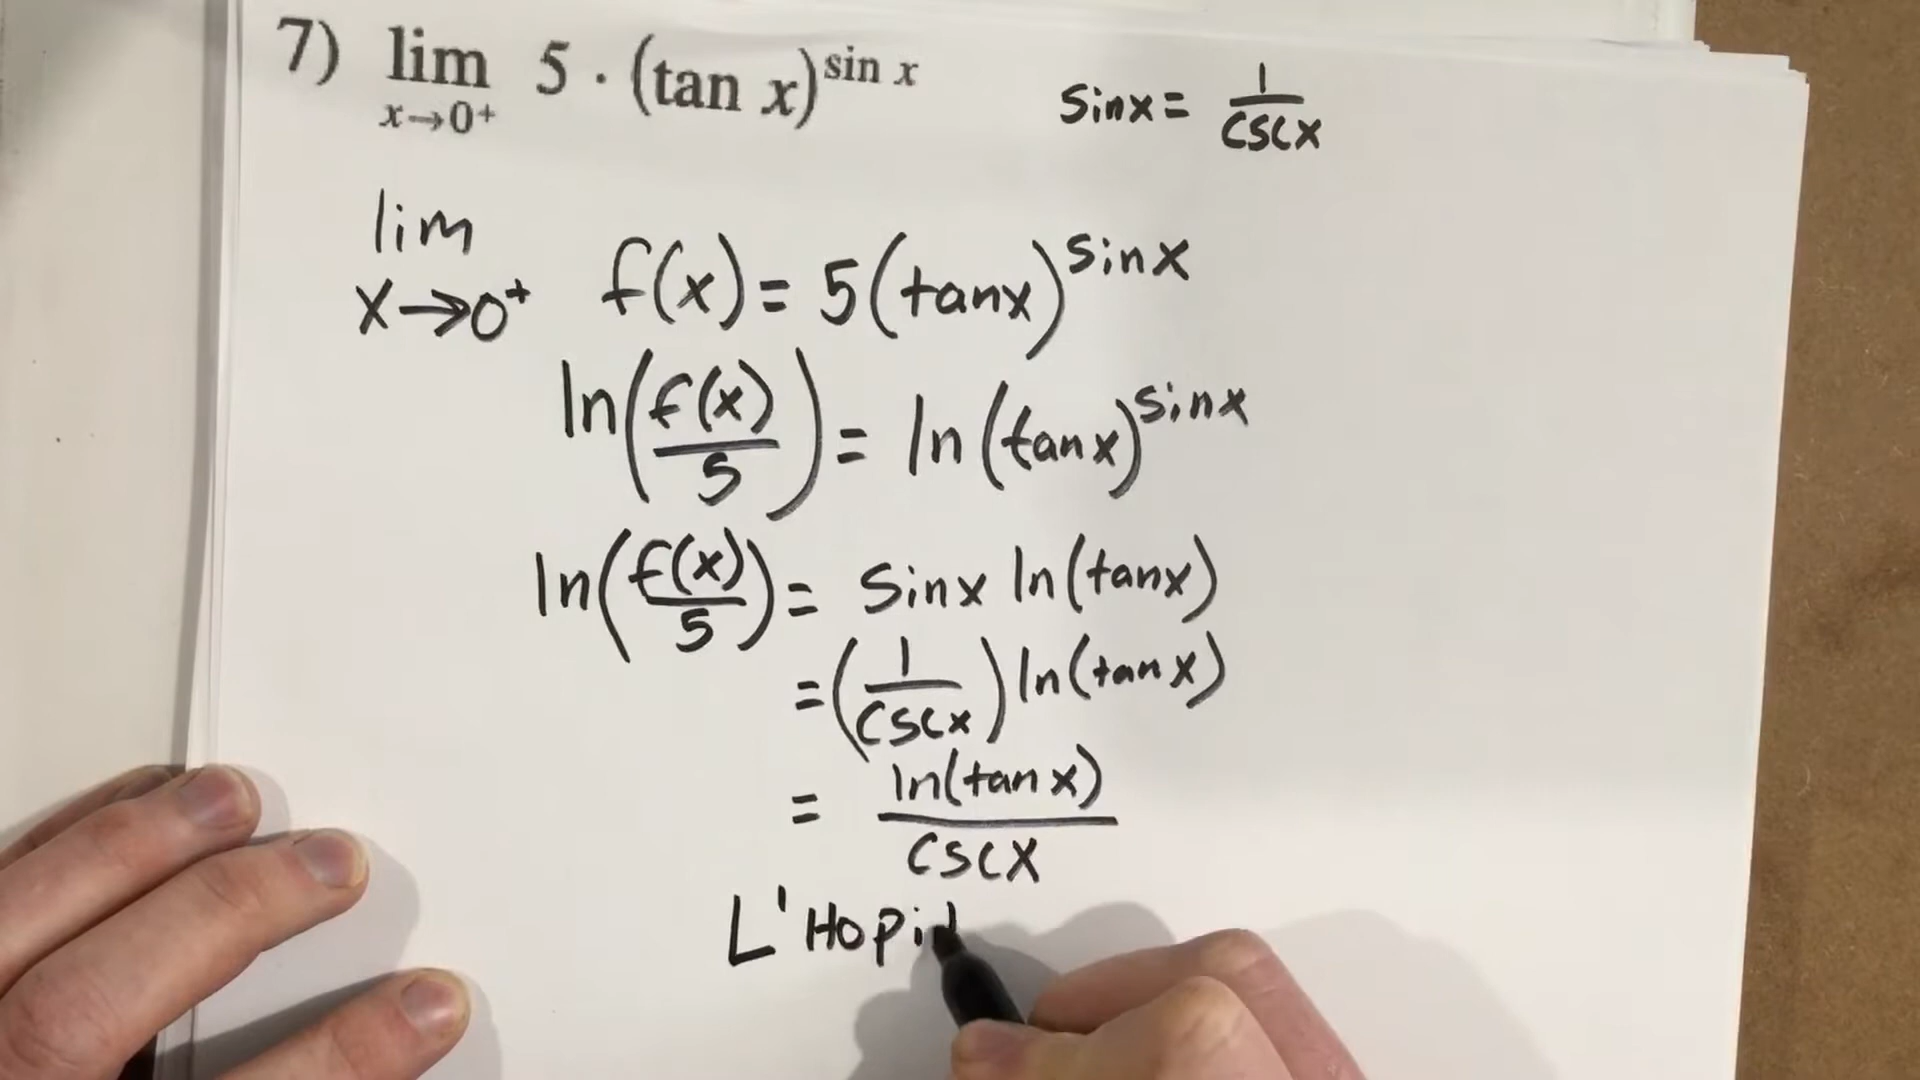 7) lim x→0⁺ 5 · (tan x)^sin x
sinx = 1/cscx
lim x→0⁺ f(x) = 5(tanx)^sinx
ln(f(x)/5) = ln(tanx)^sinx
ln(f(x)/5) = sinx ln(tanx)
= (1/cscx) ln(tanx)
= ln(tanx)/cscx
L'Hopi